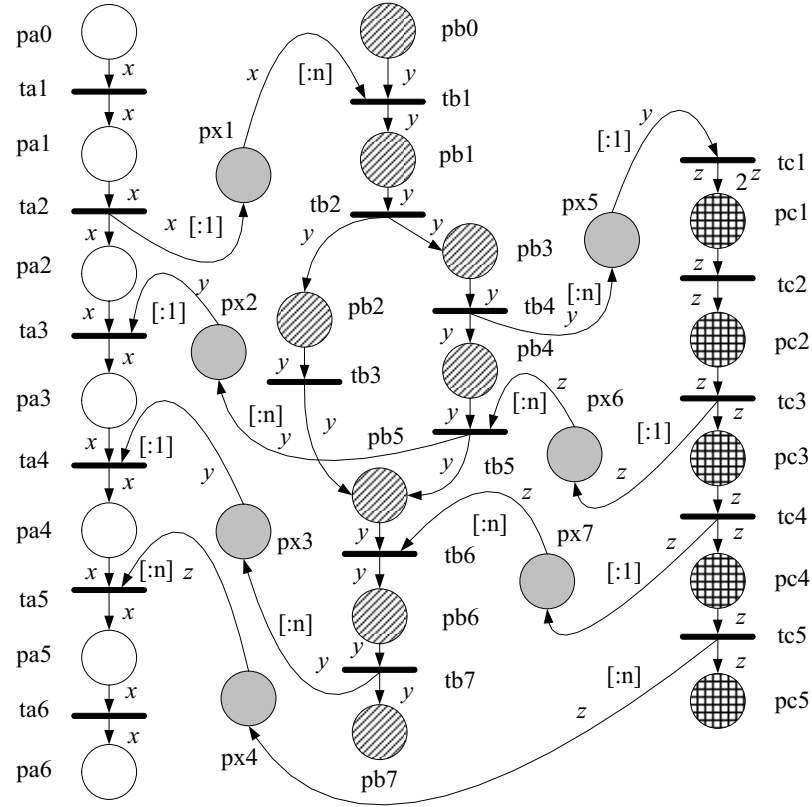 pa0
pb0
x
[:n]
x
y
y
ta1
tb1
[:1]
tc1
x
y
z
2 z
pa1
px1
pb1
px5
pc1
x
y
ta2
x
x
[:1]
tb2
y
y
tc2
z
z
pa2
px2
y
pb2
pb3
y
tb4
[:n]
y
pc2
x
[:1]
ta3
x
y
tb3
y
pb4
z
tc3
z
pa3
[:n]
y
y
y
pb5
[:n]
z
px6
[:1]
z
pc3
x
[:1]
ta4
x
y
tb5
z
tc4
z
pa4
y
px3
y
z
[:n]
px7
z
[:1]
pc4
x
[:n]
ta5
x
z
tb6
y
z
tc5
z
pa5
[:n]
y
pb6
y
tb7
y
[:n]
z
pc5
x
ta6
x
px4
pa6
pb7